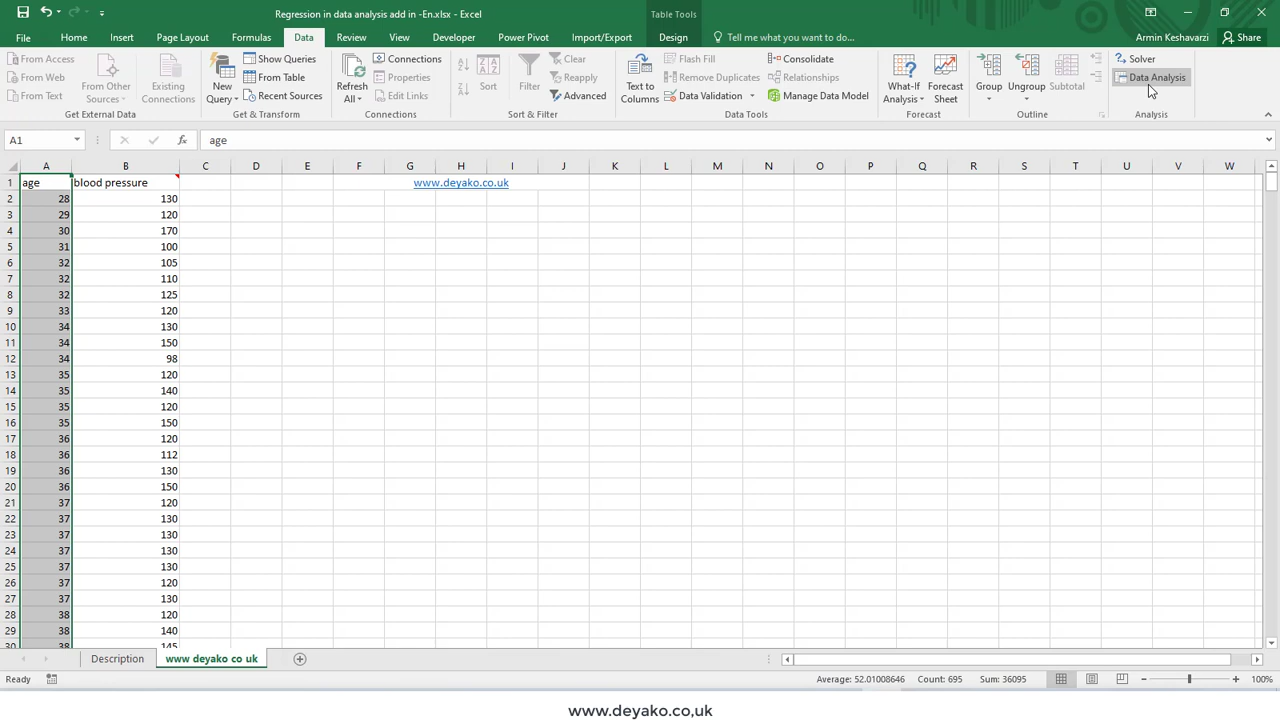 Regression in data analysis add in -En.xlsx - Excel
Table Tools
File Home Insert Page Layout Formulas Data Review View Developer Power Pivot Import/Export Design Tell me what you want to do... Armin Keshavarzi Share
From Access
From Web
From Text
From Other Sources
Existing Connections
Get External Data
New Query
Show Queries
From Table
Recent Sources
Get & Transform
Refresh All
Connections
Properties
Edit Links
Connections
Sort
Filter
Clear
Reapply
Advanced
Sort & Filter
Text to Columns
Flash Fill
Remove Duplicates
Data Validation
Consolidate
Relationships
Manage Data Model
Data Tools
What-If Analysis
Forecast Sheet
Forecast
Group
Ungroup
Subtotal
Outline
Solver
Data Analysis
Analysis
A1 fx age
A B C D E F G H I J K L M N O P Q R S T U V W
1 age blood pressure www.deyako.co.uk
2 28 130
3 29 120
4 30 170
5 31 100
6 32 105
7 32 110
8 32 125
9 33 120
10 34 130
11 34 150
12 34 98
13 35 120
14 35 140
15 35 120
16 35 150
17 36 120
18 36 112
19 36 130
20 36 150
21 37 120
22 37 130
23 37 130
24 37 130
25 37 130
26 37 120
27 37 130
28 38 120
29 38 140
30 38 145
Description www deyako co uk
Ready Average: 52.01008646 Count: 695 Sum: 36095 100%
www.deyako.co,uk